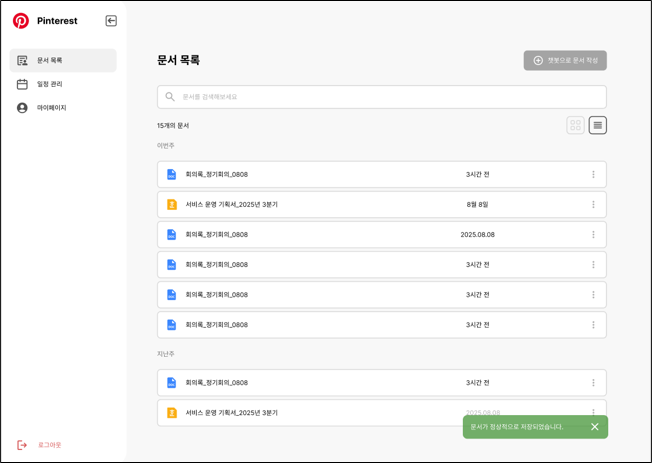 Pinterest
문서 목록
일정 관리
마이페이지
로그아웃
문서 목록
챗봇으로 문서 작성
문서를 검색해보세요
15개의 문서
이번주
회의록_정기회의_0808 3시간 전
서비스 운영 기획서_2025년 3분기 8월 8일
회의록_정기회의_0808 2025.08.08
회의록_정기회의_0808 3시간 전
회의록_정기회의_0808 3시간 전
회의록_정기회의_0808 3시간 전
지난주
회의록_정기회의_0808 3시간 전
서비스 운영 기획서_2025년 3분기 2025.08.08
문서가 정상적으로 저장되었습니다.